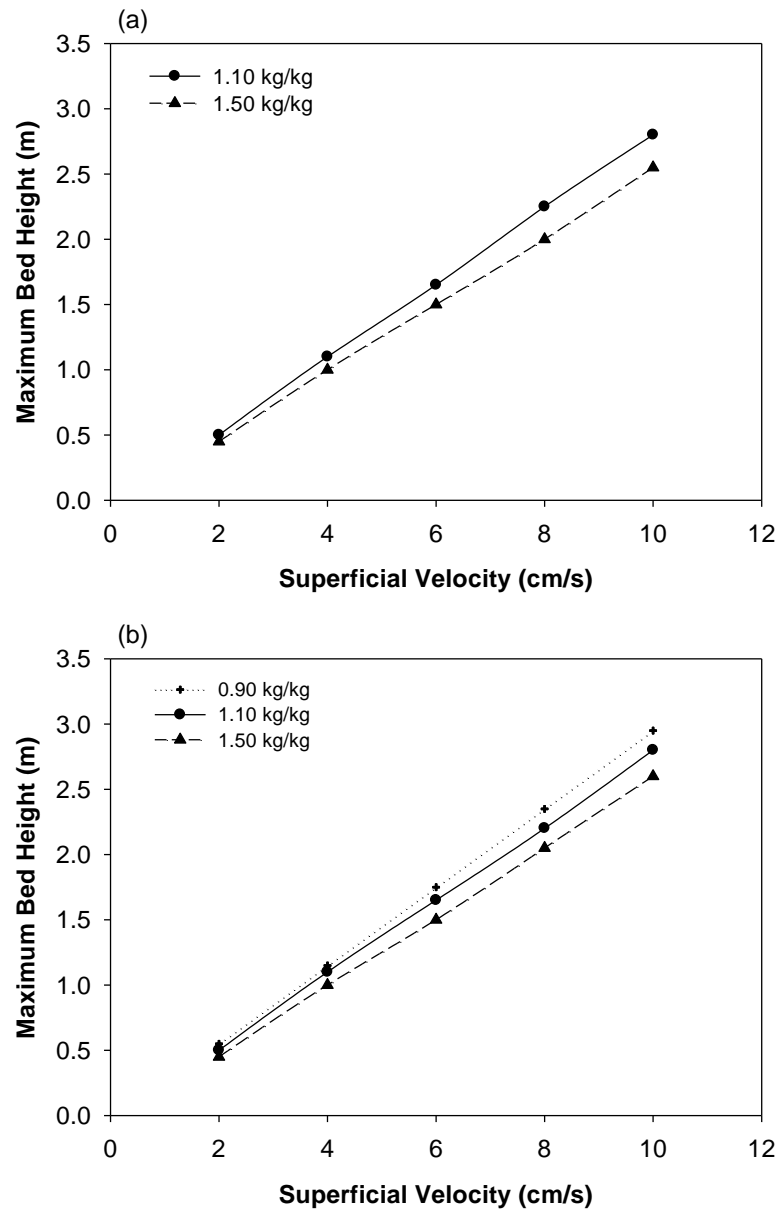 (a)
3.5
3.0
2.5
2.0
1.5
1.0
0.5
0.0
Maximum Bed Height (m)
1.10 kg/kg
1.50 kg/kg
0 2 4 6 8 10 12
Superficial Velocity (cm/s)
(b)
3.5
3.0
2.5
2.0
1.5
1.0
0.5
0.0
Maximum Bed Height (m)
0.90 kg/kg
1.10 kg/kg
1.50 kg/kg
0 2 4 6 8 10 12
Superficial Velocity (cm/s)